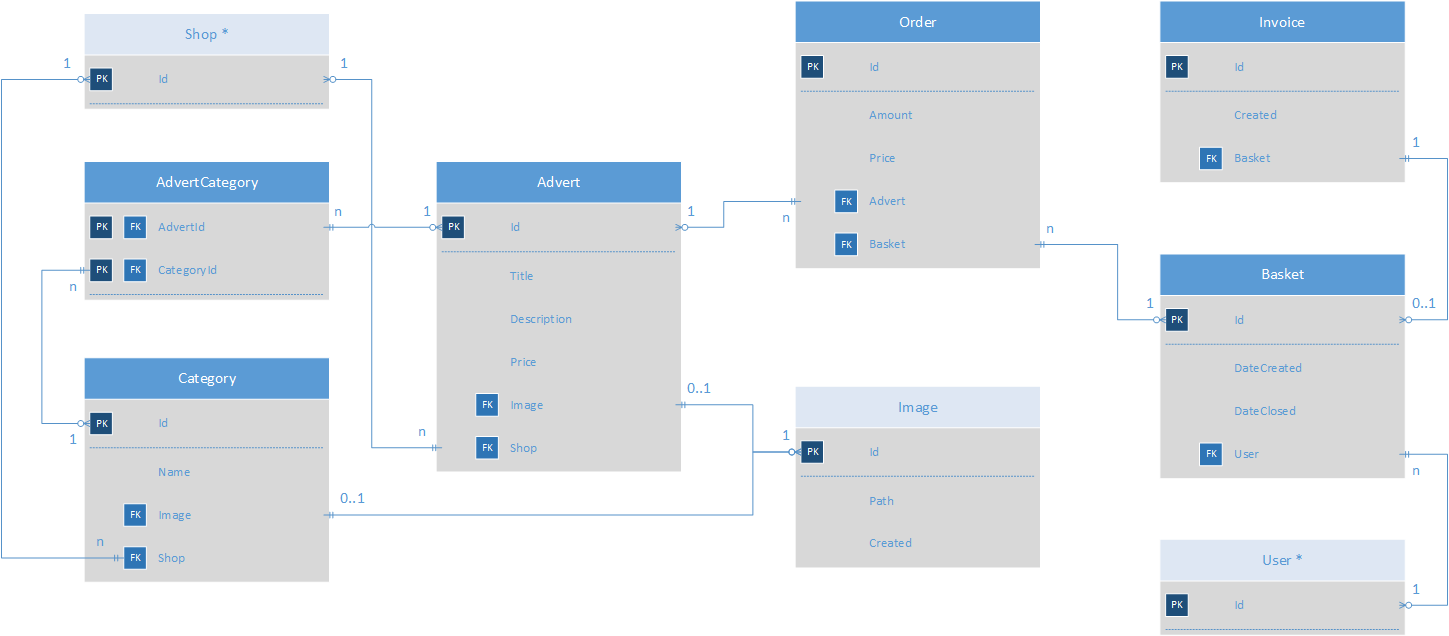 Shop *
1
PK Id
1
AdvertCategory
PK FK AdvertId
n
PK FK CategoryId
n
Category
PK Id
1
Name
FK Image
0..1
n
FK Shop
Advert
1
PK Id
1
Title
Description
Price
FK Image
0..1
n
FK Shop
Order
PK Id
Amount
Price
FK Advert
n
FK Basket
n
Image
1
PK Id
Path
Created
Invoice
PK Id
Created
1
FK Basket
Basket
1
PK Id
0..1
DateCreated
DateClosed
FK User
n
User *
1
PK Id